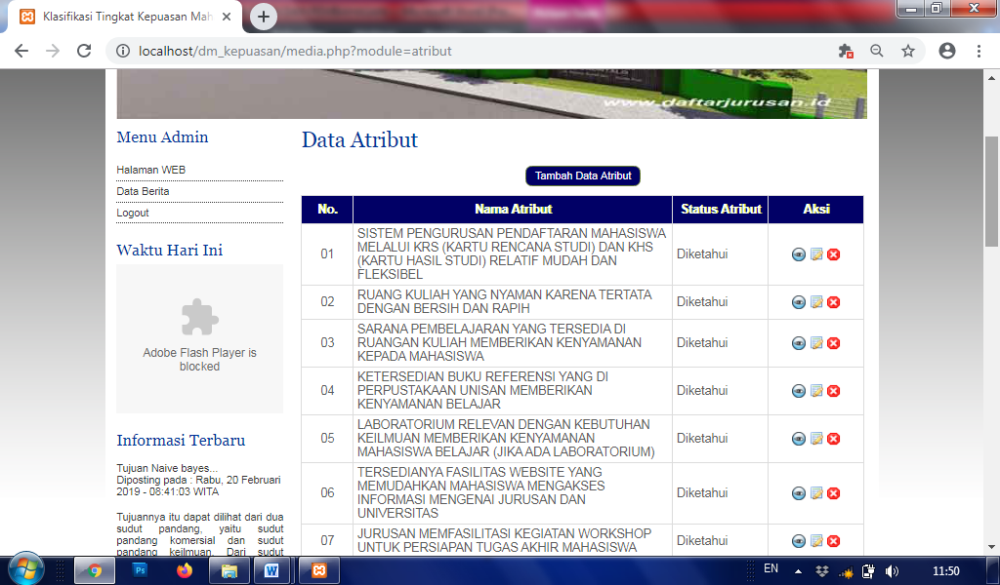 Klasifikasi Tingkat Kepuasan Mah
localhost/dm_kepuasan/media.php?module=atribut
www.daftarjurusan.id
Menu Admin
Halaman WEB
Data Berita
Logout
Waktu Hari Ini
Adobe Flash Player is
blocked
Informasi Terbaru
Tujuan Naive bayes...
Diposting pada : Rabu, 20 Februari
2019 - 08:41:03 WITA
Tujuannya itu dapat dilihat dari dua
sudut pandang, yaitu sudut
pandang komersial dan sudut
pandang keilmuan. Dari sudut
Data Atribut
Tambah Data Atribut
No. Nama Atribut Status Atribut Aksi
01 SISTEM PENGURUSAN PENDAFTARAN MAHASISWA
MELALUI KRS (KARTU RENCANA STUDI) DAN KHS
(KARTU HASIL STUDI) RELATIF MUDAH DAN
FLEKSIBEL Diketahui
02 RUANG KULIAH YANG NYAMAN KARENA TERTATA
DENGAN BERSIH DAN RAPIH Diketahui
03 SARANA PEMBELAJARAN YANG TERSEDIA DI
RUANGAN KULIAH MEMBERIKAN KENYAMANAN
KEPADA MAHASISWA Diketahui
04 KETERSEDIAN BUKU REFERENSI YANG DI
PERPUSTAKAAN UNISAN MEMBERIKAN
KENYAMANAN BELAJAR Diketahui
05 LABORATORIUM RELEVAN DENGAN KEBUTUHAN
KEILMUAN MEMBERIKAN KENYAMANAN
MAHASISWA BELAJAR (JIKA ADA LABORATORIUM) Diketahui
06 TERSEDIANYA FASILITAS WEBSITE YANG
MEMUDAHKAN MAHASISWA MENGAKSES
INFORMASI MENGENAI JURUSAN DAN
UNIVERSITAS Diketahui
07 JURUSAN MEMFASILITASI KEGIATAN WORKSHOP
UNTUK PERSIAPAN TUGAS AKHIR MAHASISWA Diketahui
Ps
W
EN
11:50